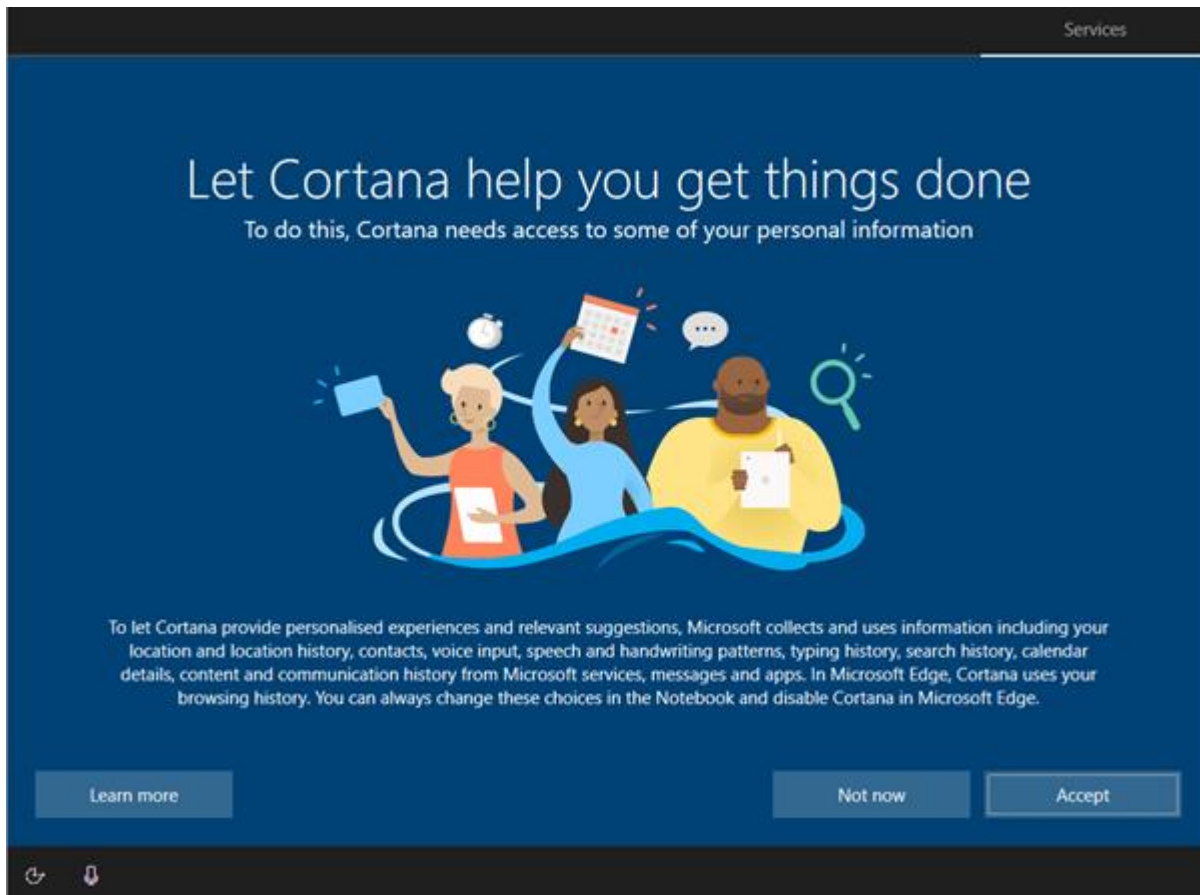 Services
Let Cortana help you get things done
To do this, Cortana needs access to some of your personal information
To let Cortana provide personalised experiences and relevant suggestions, Microsoft collects and uses information including your
location and location history, contacts, voice input, speech and handwriting patterns, typing history, search history, calendar
details, content and communication history from Microsoft services, messages and apps. In Microsoft Edge, Cortana uses your
browsing history. You can always change these choices in the Notebook and disable Cortana in Microsoft Edge.
Learn more
Not now
Accept